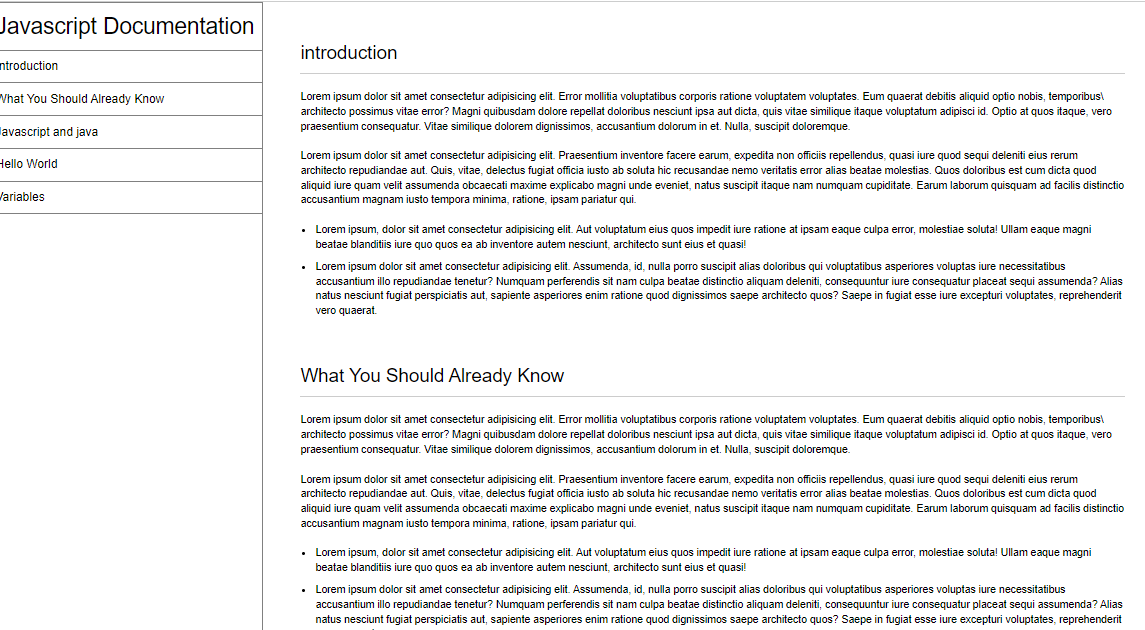 Javascript Documentation
ntroduction
What You Should Already Know
Javascript and java
Hello World
Variables
introduction
Lorem ipsum dolor sit amet consectetur adipisicing elit. Error mollitia voluptatibus corporis ratione voluptatem voluptates. Eum quaerat debitis aliquid optio nobis, temporibus\
architecto possimus vitae error? Magni quibusdam dolore repellat doloribus nesciunt ipsa aut dicta, quis vitae similique itaque voluptatum adipisci id. Optio at quos itaque, vero
praesentium consequatur. Vitae similique dolorem dignissimos, accusantium dolorum in et. Nulla, suscipit doloremque.
Lorem ipsum dolor sit amet consectetur adipisicing elit. Praesentium inventore facere earum, expedita non officiis repellendus, quasi iure quod sequi deleniti eius rerum
architecto repudiandae aut. Quis, vitae, delectus fugiat officia iusto ab soluta hic recusandae nemo veritatis error alias beatae molestias. Quos doloribus est cum dicta quod
aliquid iure quam velit assumenda obcaecati maxime explicabo magni unde eveniet, natus suscipit itaque nam numquam cupiditate. Earum laborum quisquam ad facilis distinctio
accusantium magnam iusto tempora minima, ratione, ipsam pariatur qui.
• Lorem ipsum, dolor sit amet consectetur adipisicing elit. Aut voluptatum eius quos impedit iure ratione at ipsam eaque culpa error, molestiae soluta! Ullam eaque magni
beatae blanditiis iure quo quos ea ab inventore autem nesciunt, architecto sunt eius et quasi!
• Lorem ipsum dolor sit amet consectetur adipisicing elit. Assumenda, id, nulla porro suscipit alias doloribus qui voluptatibus asperiores voluptas iure necessitatibus
accusantium illo repudiandae tenetur? Numquam perferendis sit nam culpa beatae distinctio aliquam deleniti, consequuntur iure consequatur placeat sequi assumenda? Alias
natus nesciunt fugiat perspiciatis aut, sapiente asperiores enim ratione quod dignissimos saepe architecto quos? Saepe in fugiat esse iure excepturi voluptates, reprehenderit
vero quaerat.
What You Should Already Know
Lorem ipsum dolor sit amet consectetur adipisicing elit. Error mollitia voluptatibus corporis ratione voluptatem voluptates. Eum quaerat debitis aliquid optio nobis, temporibus\
architecto possimus vitae error? Magni quibusdam dolore repellat doloribus nesciunt ipsa aut dicta, quis vitae similique itaque voluptatum adipisci id. Optio at quos itaque, vero
praesentium consequatur. Vitae similique dolorem dignissimos, accusantium dolorum in et. Nulla, suscipit doloremque.
Lorem ipsum dolor sit amet consectetur adipisicing elit. Praesentium inventore facere earum, expedita non officiis repellendus, quasi iure quod sequi deleniti eius rerum
architecto repudiandae aut. Quis, vitae, delectus fugiat officia iusto ab soluta hic recusandae nemo veritatis error alias beatae molestias. Quos doloribus est cum dicta quod
aliquid iure quam velit assumenda obcaecati maxime explicabo magni unde eveniet, natus suscipit itaque nam numquam cupiditate. Earum laborum quisquam ad facilis distinctio
accusantium magnam iusto tempora minima, ratione, ipsam pariatur qui.
• Lorem ipsum, dolor sit amet consectetur adipisicing elit. Aut voluptatum eius quos impedit iure ratione at ipsam eaque culpa error, molestiae soluta! Ullam eaque magni
beatae blanditiis iure quo quos ea ab inventore autem nesciunt, architecto sunt eius et quasi!
• Lorem ipsum dolor sit amet consectetur adipisicing elit. Assumenda, id, nulla porro suscipit alias doloribus qui voluptatibus asperiores voluptas iure necessitatibus
accusantium illo repudiandae tenetur? Numquam perferendis sit nam culpa beatae distinctio aliquam deleniti, consequuntur iure consequatur placeat sequi assumenda? Alias
natus nesciunt fugiat perspiciatis aut, sapiente asperiores enim ratione quod dignissimos saepe architecto quos? Saepe in fugiat esse iure excepturi voluptates, reprehenderit